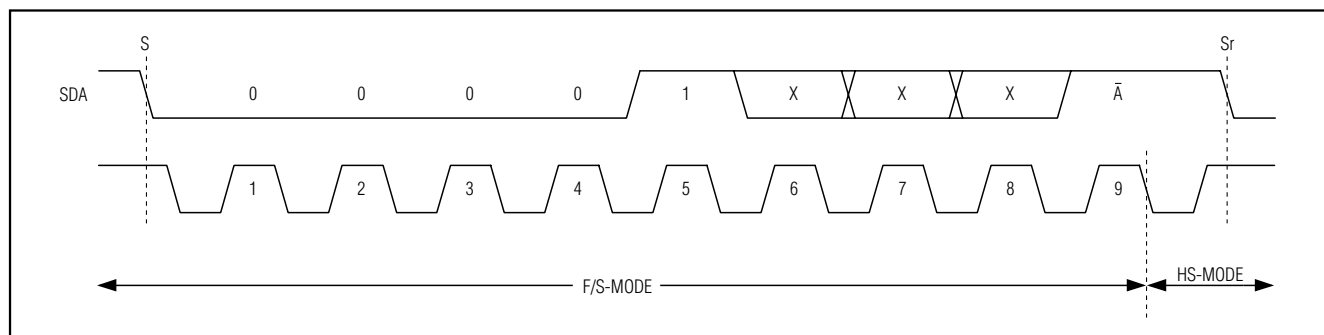 S Sr
SDA 0 0 0 0 1 X X X Ā
1 2 3 4 5 6 7 8 9
F/S-MODE HS-MODE